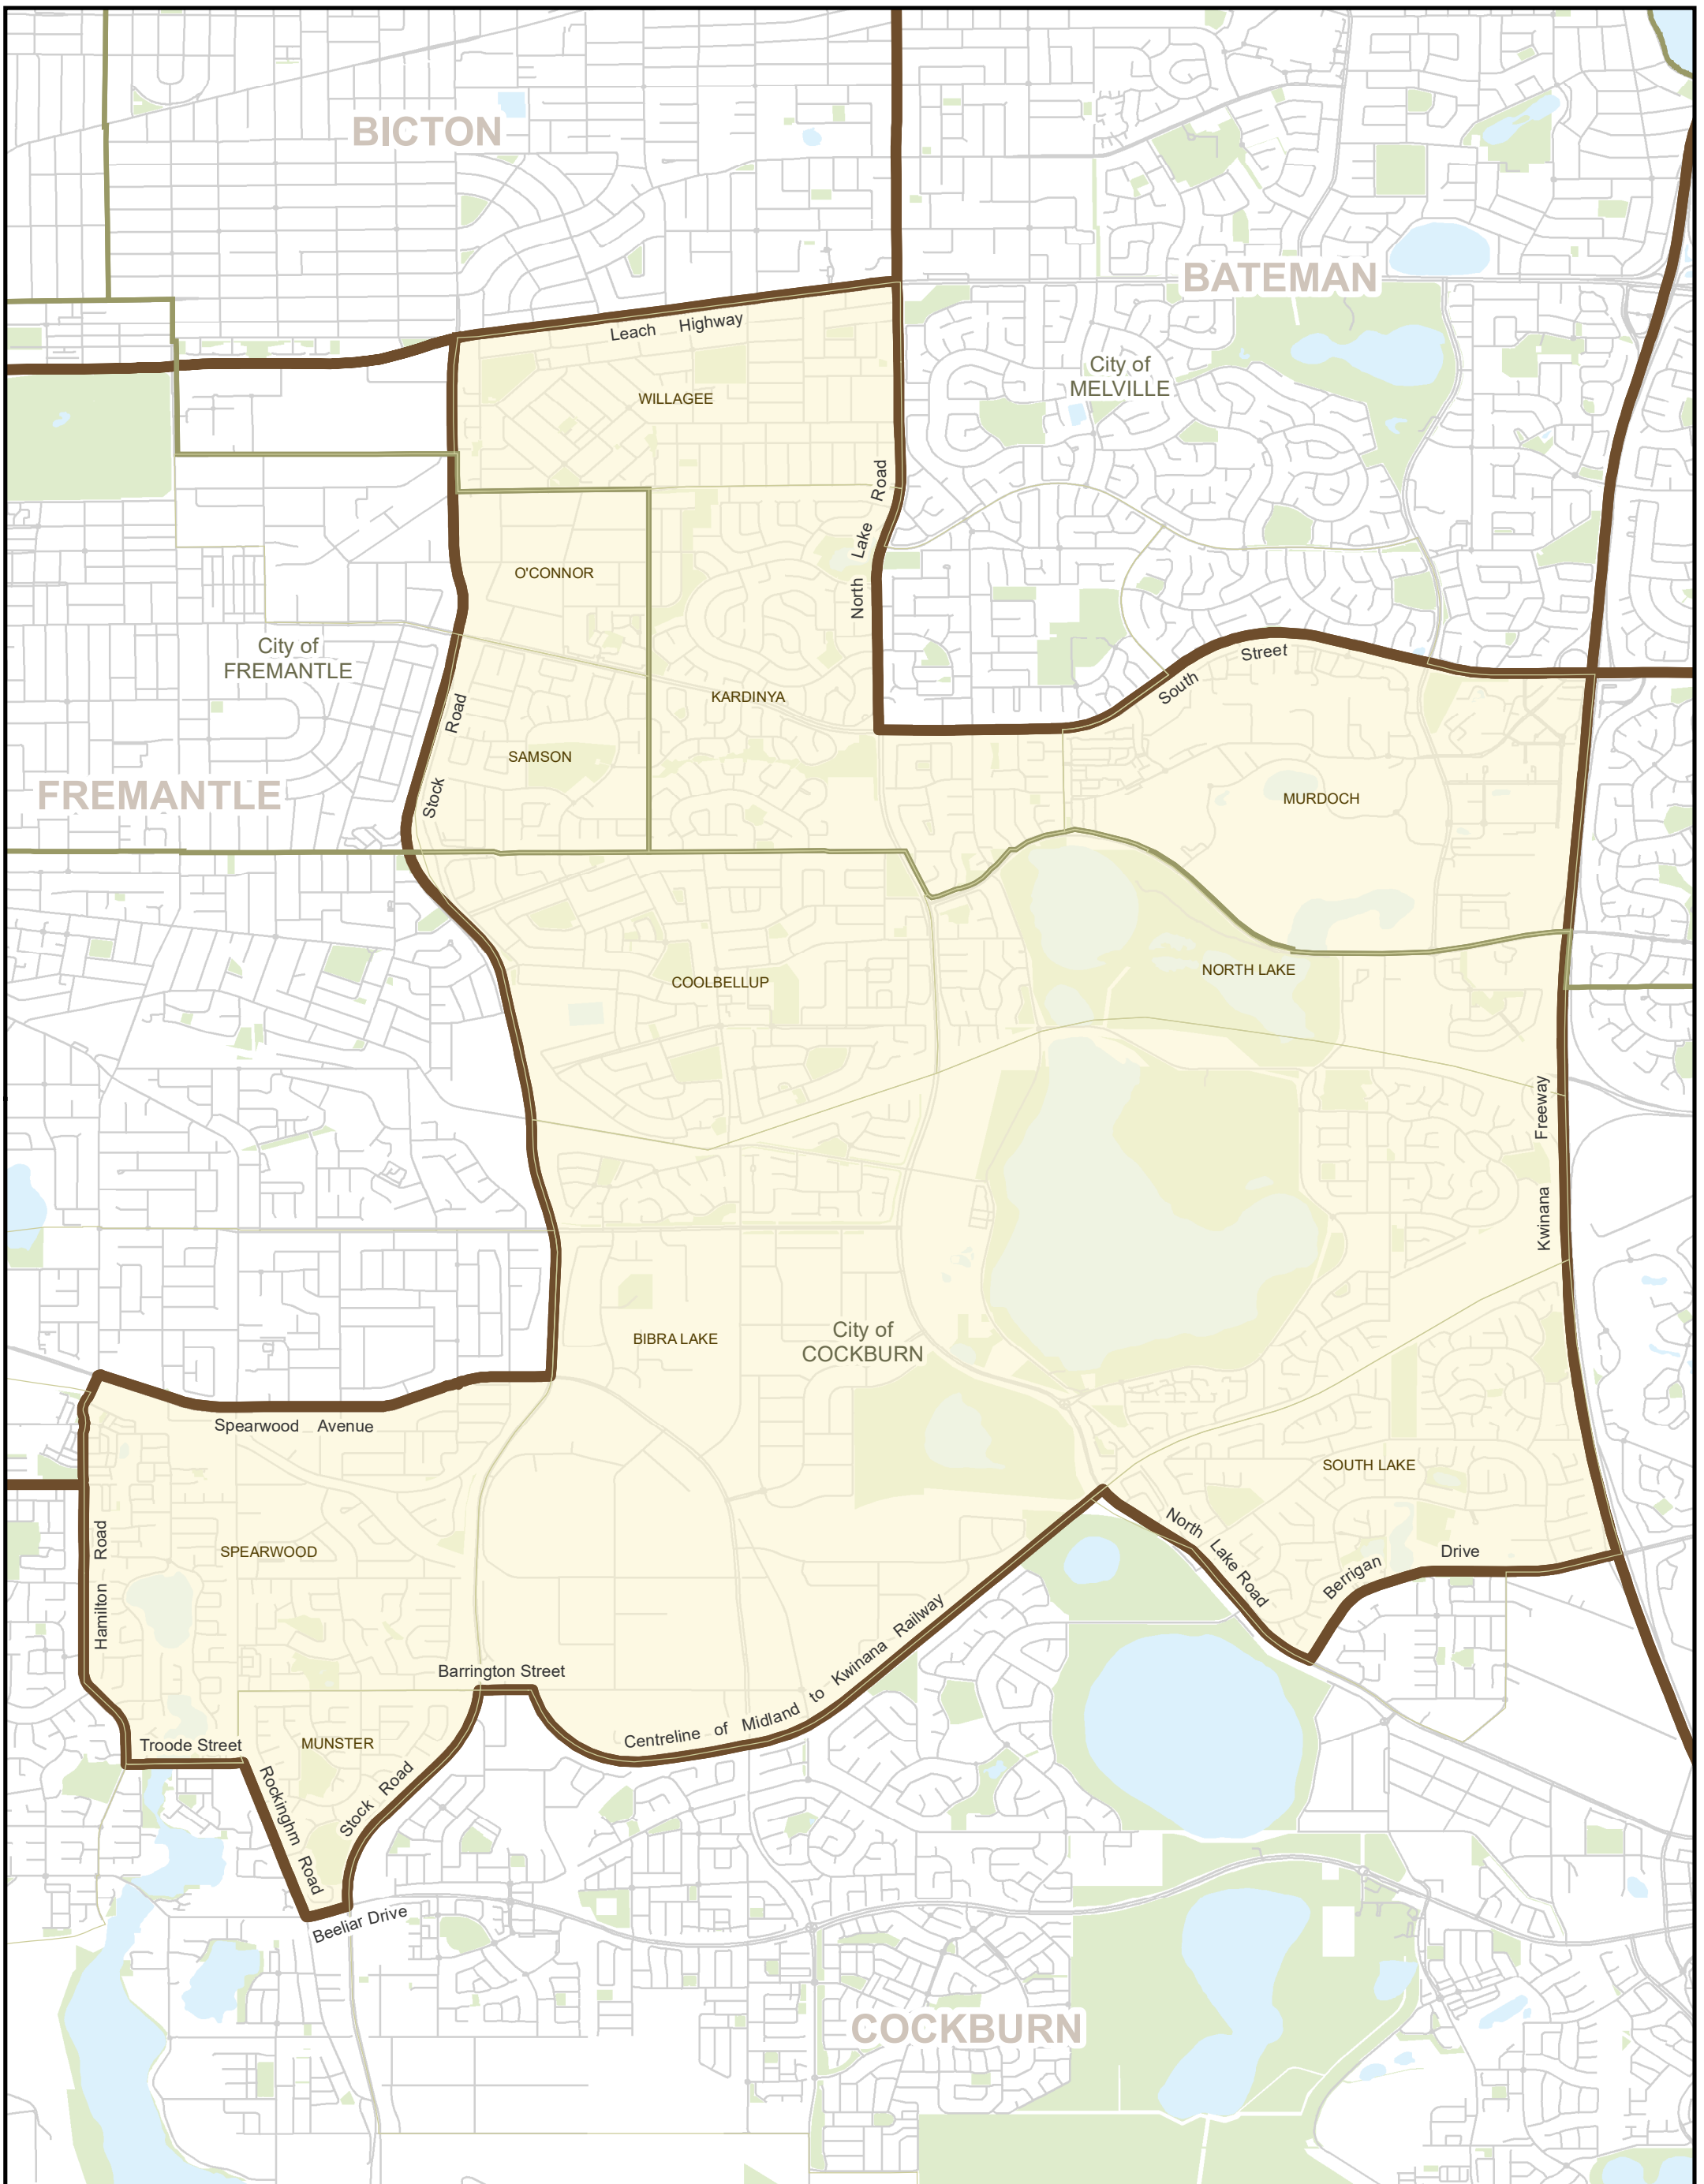 BICTON
BATEMAN
Leach Highway
City of
MELVILLE
WILLAGEE
North Lake Road
O'CONNOR
City of
FREMANTLE
South Street
KARDINYA
Stock Road
SAMSON
FREMANTLE
MURDOCH
COOLBELLUP
NORTH LAKE
Kwinana Freeway
City of
COCKBURN
BIBRA LAKE
Spearwood Avenue
SOUTH LAKE
Hamilton Road
SPEARWOOD
North Lake Road
Berrigan Drive
Barrington Street
Centreline of Midland to Kwinana Railway
Troode Street
MUNSTER
Rockinghm Road
Stock Road
Beeliar Drive
COCKBURN